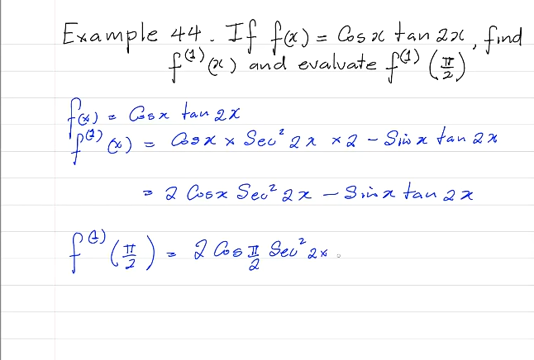 Example 44. If f(x) = Cos x tan 2x, find
f⁽¹⁾(x) and evaluate f⁽¹⁾(π/2)
f(x) = Cos x tan 2x
f⁽¹⁾(x) = Cos x × Sec² 2x × 2 − Sin x tan 2x
= 2 Cos x Sec² 2x − Sin x tan 2x
f⁽¹⁾(π/2) = 2 Cos π/2 Sec² 2x